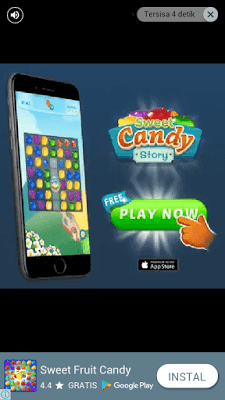 Tersisa 4 detik
Sweet
Candy
Story
FREE
PLAY NOW
App Store
Sweet Fruit Candy
4.4 ★ GRATIS Google Play
INSTAL